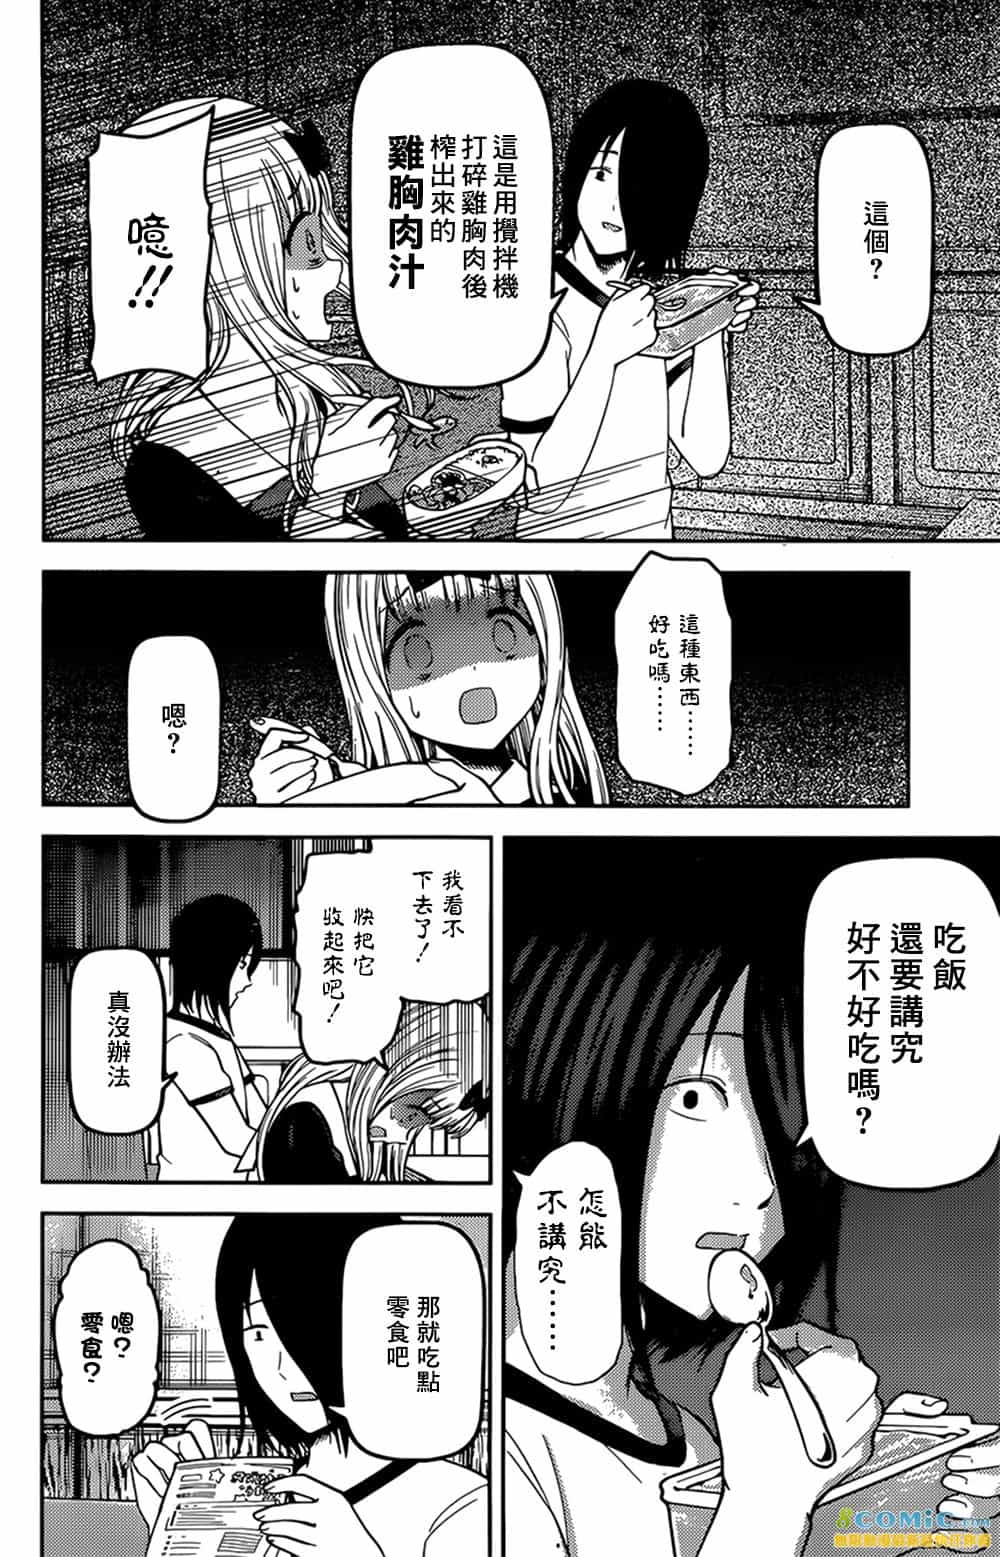 這個?
這是用攪拌機
打碎雞胸肉後
榨出來的
雞胸肉汁
噫!!
這種東西……
好吃嗎……
嗯?
吃飯
還要講究
好不好吃嗎?
怎能
不講究……
我看不
下去了!
快把它
收起來吧!
真沒辦法
那就吃點
零食吧
嗯?
零食?
8COMIC.COM